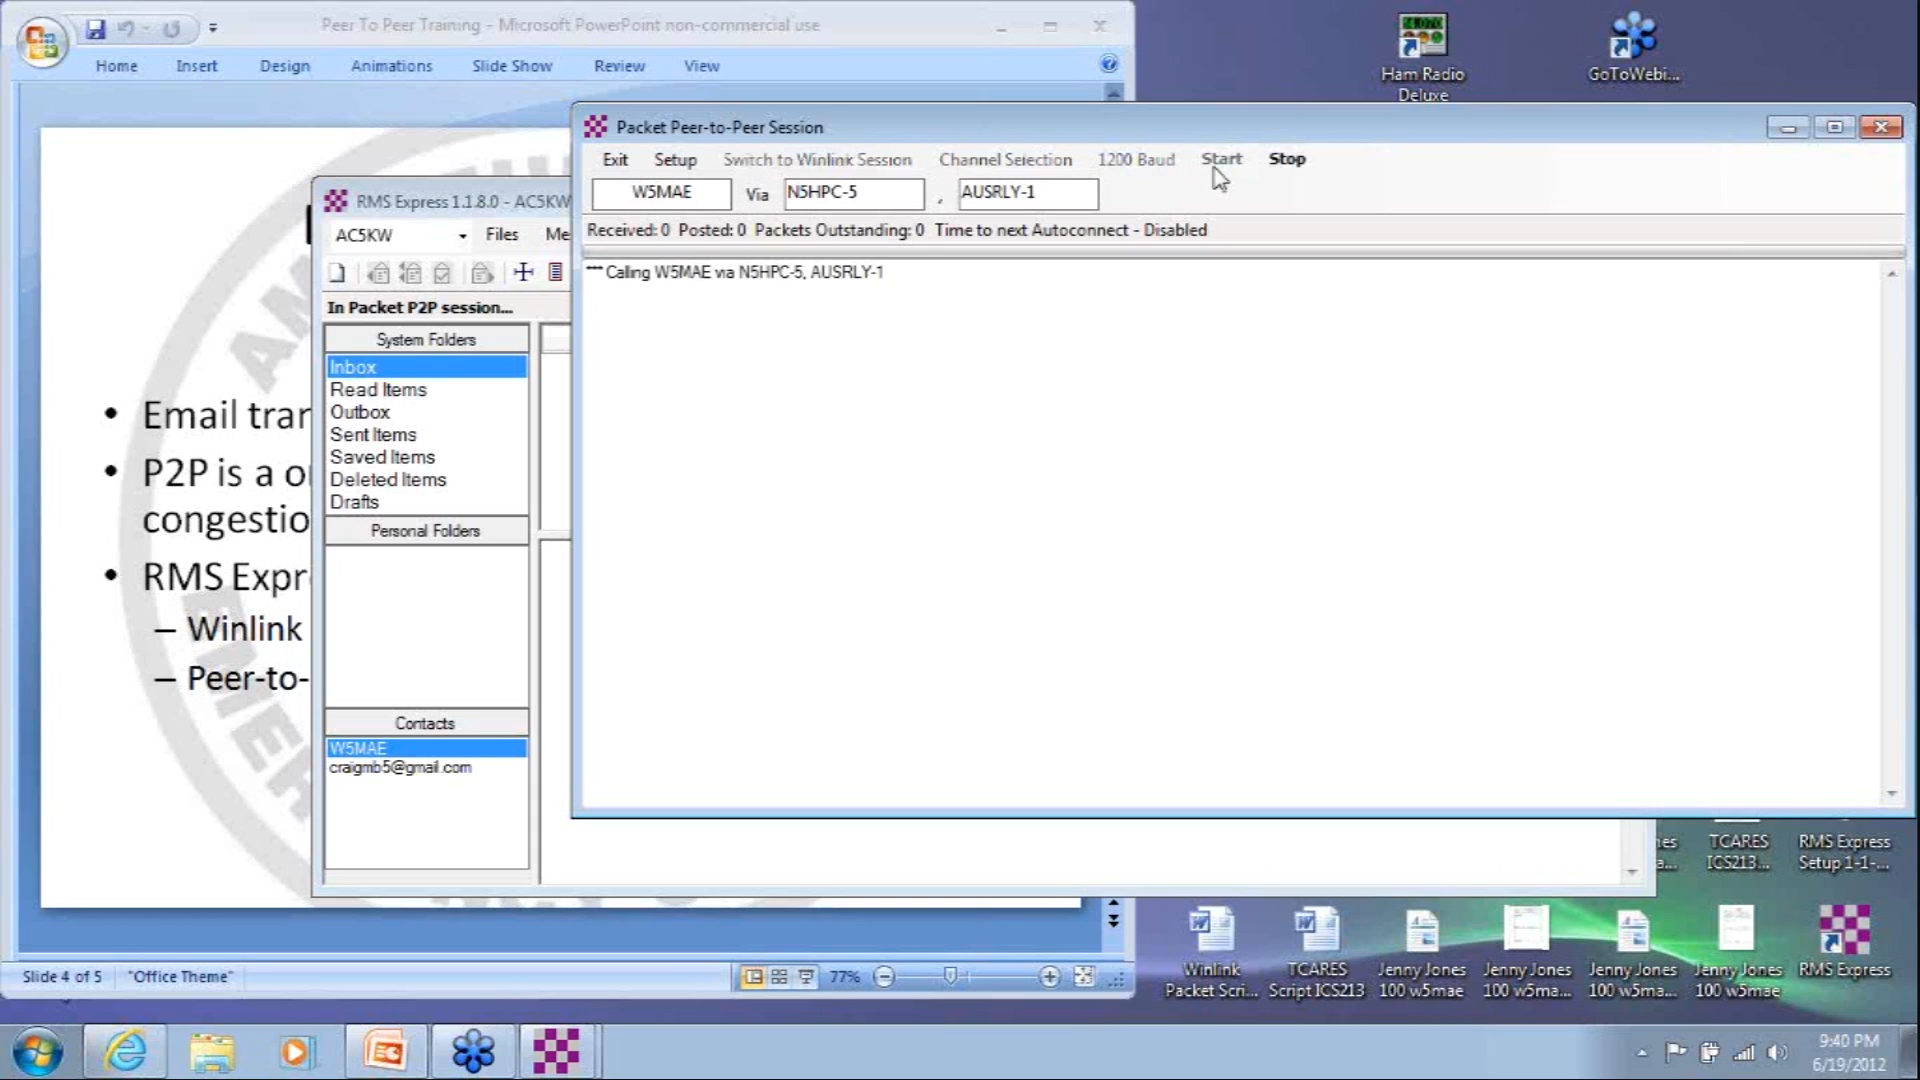 Peer To Peer Training - Microsoft PowerPoint non-commercial use
Home Insert Design Animations Slide Show Review View
Ham Radio
Deluxe
GoToWebi...
Packet Peer-to-Peer Session
Exit Setup Switch to Winlink Session Channel Selection 1200 Baud Start Stop
W5MAE Via N5HPC-5 , AUSRLY-1
Received: 0 Posted: 0 Packets Outstanding: 0 Time to next Autoconnect - Disabled
*** Calling W5MAE via N5HPC-5, AUSRLY-1
RMS Express 1.1.8.0 - AC5KW
AC5KW Files Me
In Packet P2P session...
System Folders
Inbox
Read Items
Outbox
Sent Items
Saved Items
Deleted Items
Drafts
Personal Folders
Contacts
W5MAE
craigmb5@gmail.com
• Email tran
• P2P is a
congestio
• RMS Expr
– Winlink
– Peer-to-
TCARES
ICS213...
RMS Express
Setup 1-1-...
Winlink
Packet Scri...
TCARES
Script ICS213
Jenny Jones
100 w5mae
Jenny Jones
100 w5ma...
Jenny Jones
100 w5ma...
Jenny Jones
100 w5mae
RMS Express
Slide 4 of 5 "Office Theme" 77%
9:40 PM
6/19/2012